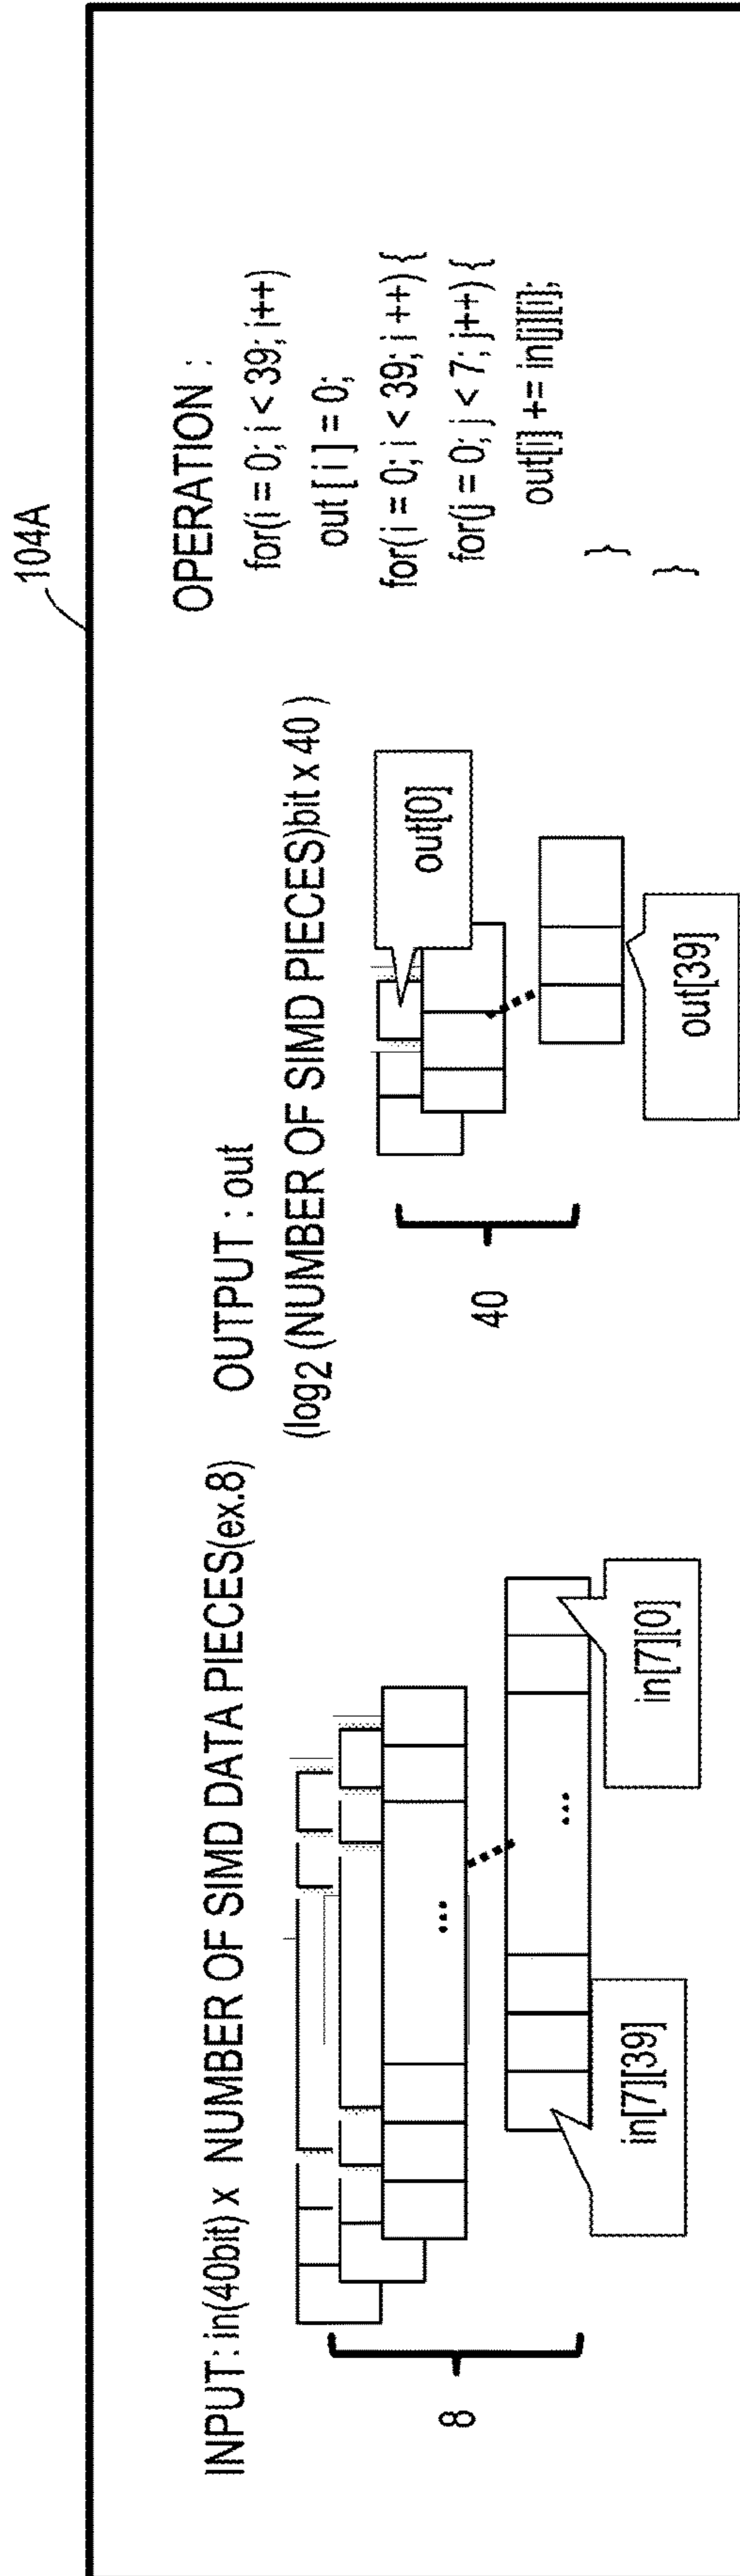 104A
INPUT: in(40bit) x NUMBER OF SIMD DATA PIECES(ex.8)
8
...
...
in[7][39]
in[7][0]
OUTPUT : out
(log2 (NUMBER OF SIMD PIECES)bit x 40 )
40
out[0]
out[39]
OPERATION :
for(i = 0; i < 39; i++)
out [ i ] = 0;
for(i = 0; i < 39; i ++) {
for(j = 0; j < 7; j++) {
out[i] += in[j][i];
}
}